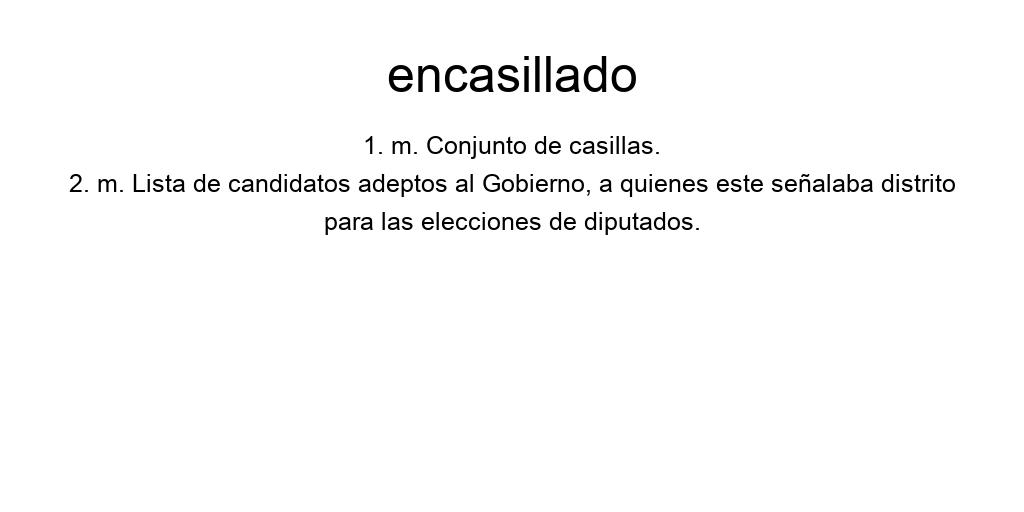 encasillado
1. m. Conjunto de casillas.
2. m. Lista de candidatos adeptos al Gobierno, a quienes este señalaba distrito
para las elecciones de diputados.